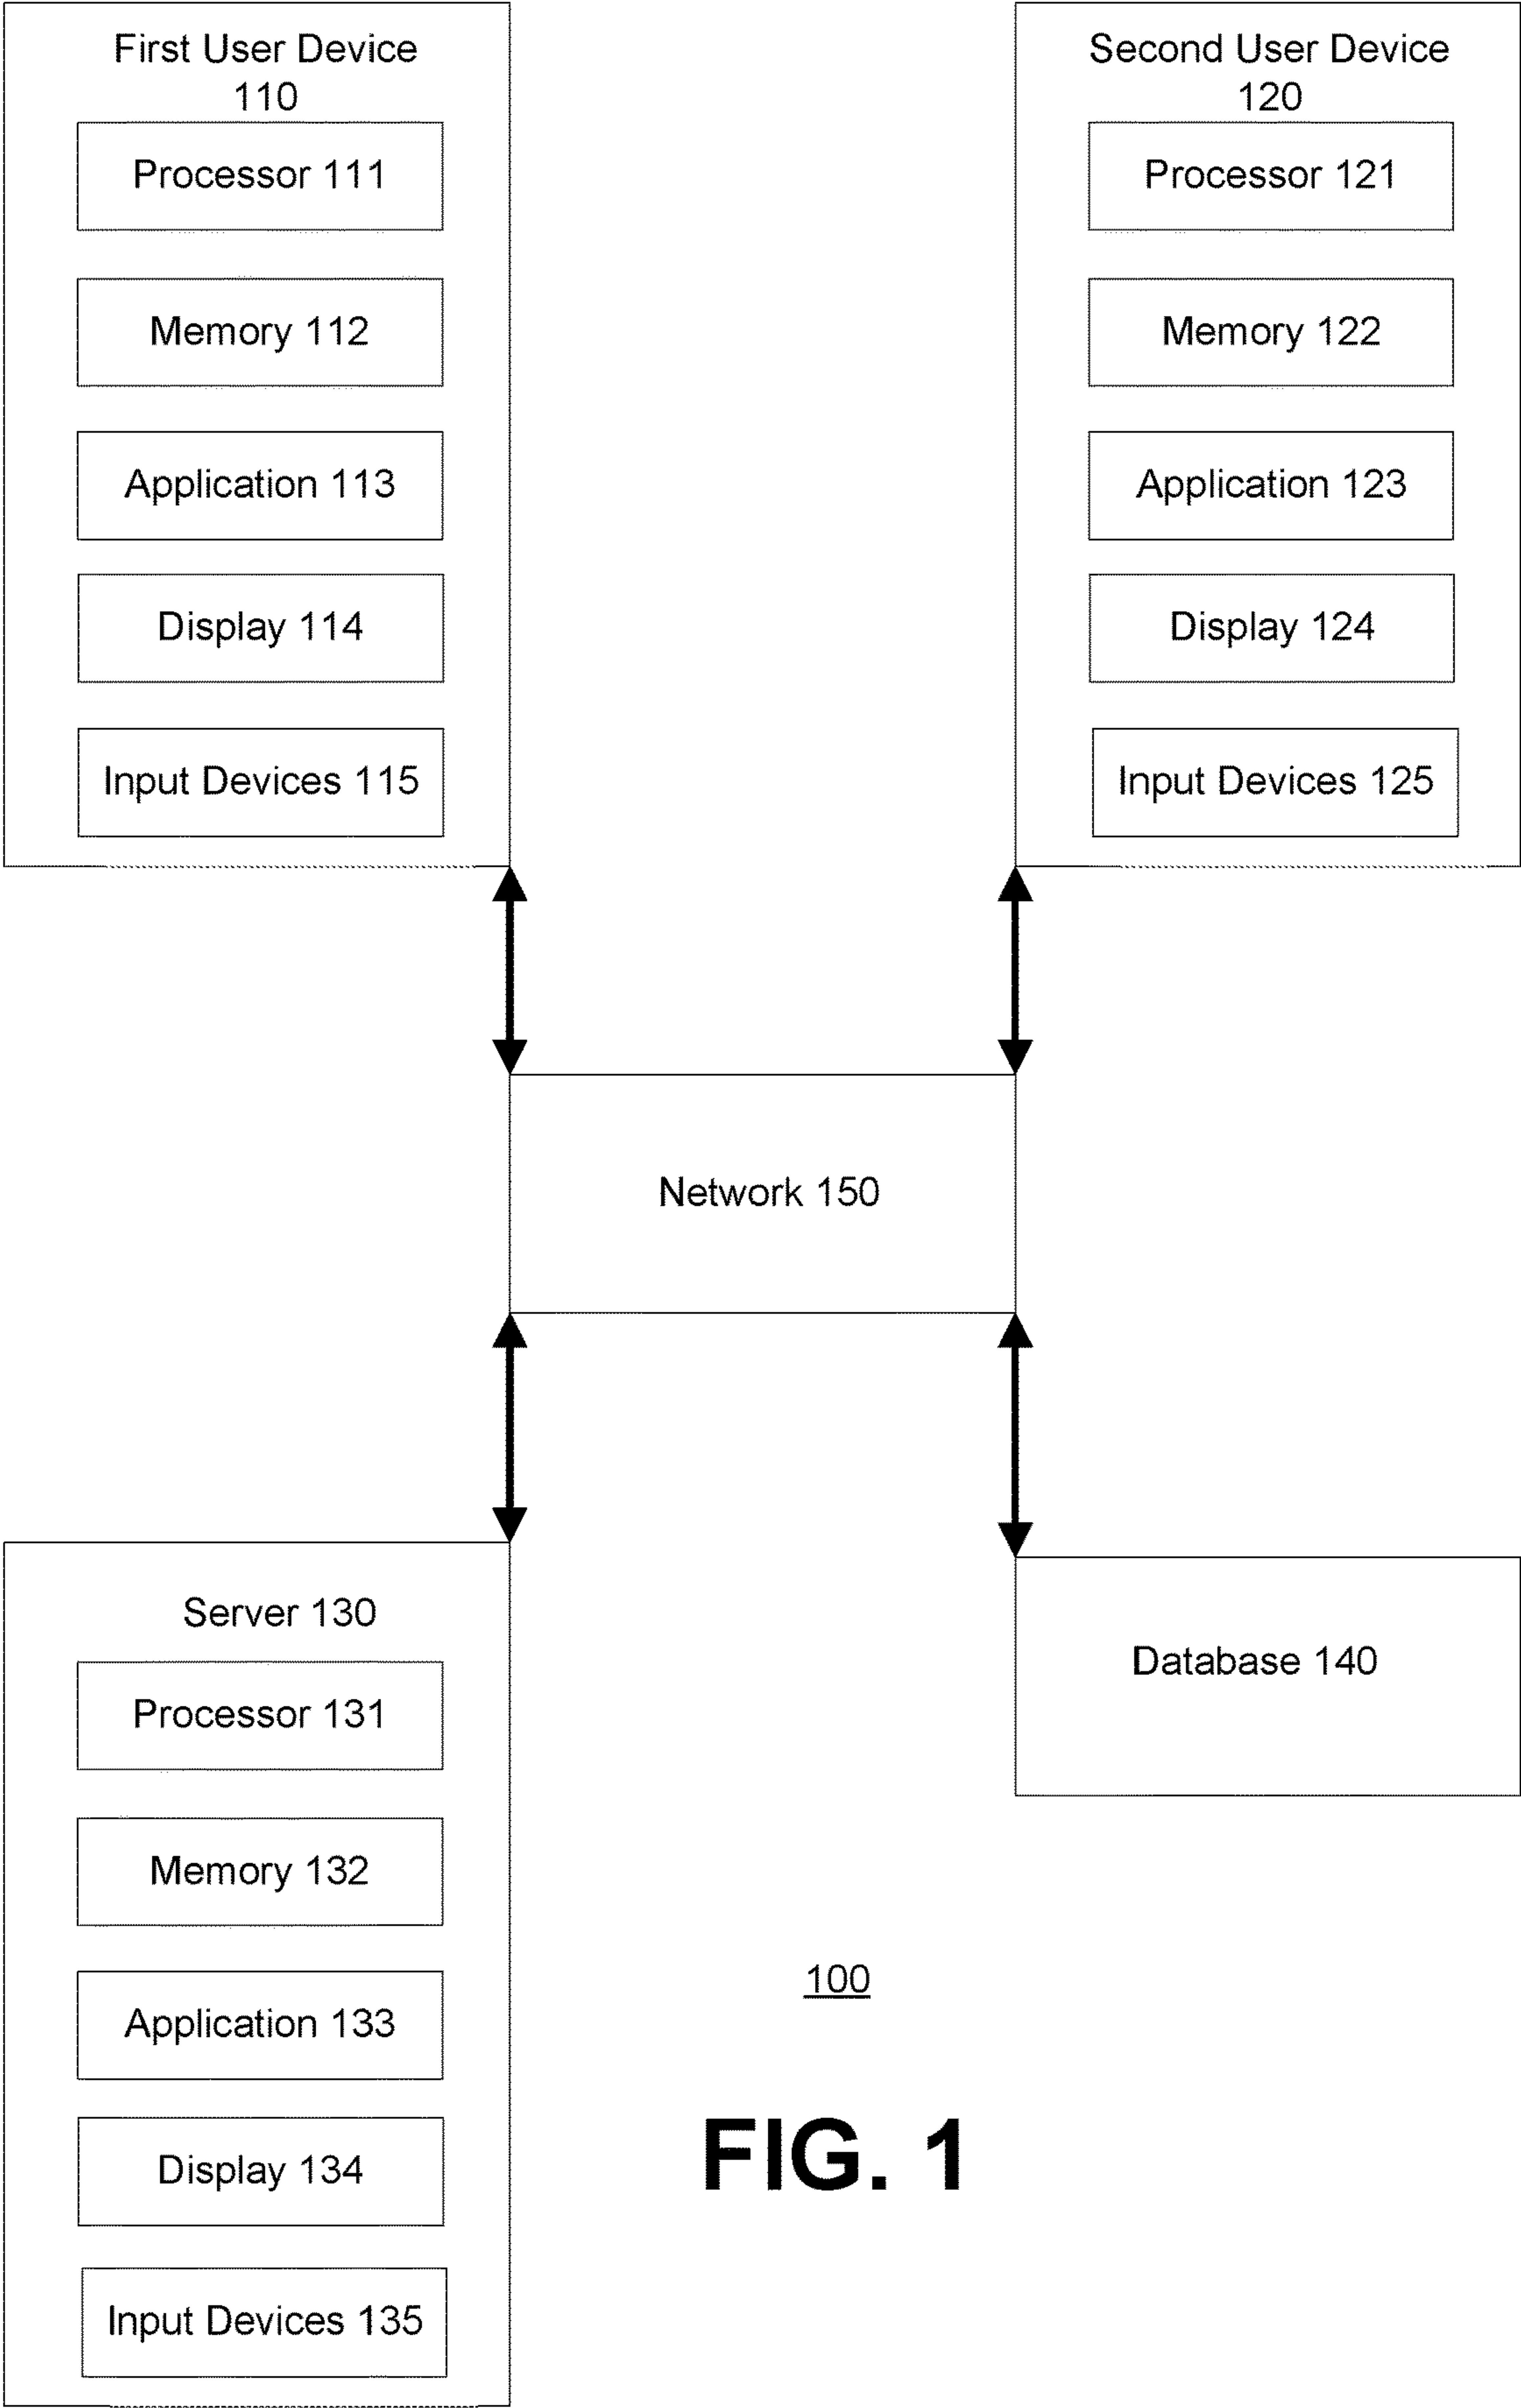 First User Device
110
Processor 111
Memory 112
Application 113
Display 114
Input Devices 115
Second User Device
120
Processor 121
Memory 122
Application 123
Display 124
Input Devices 125
Network 150
Server 130
Processor 131
Memory 132
Application 133
Display 134
Input Devices 135
Database 140
100
FIG. 1